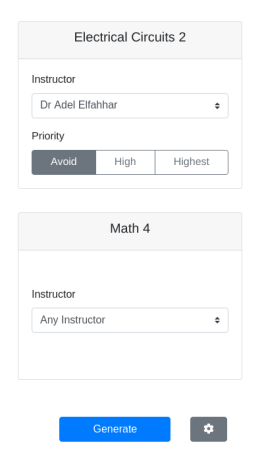 Electrical Circuits 2
Instructor
Dr Adel Elfahhar
Priority
Avoid High Highest
Math 4
Instructor
Any Instructor
Generate